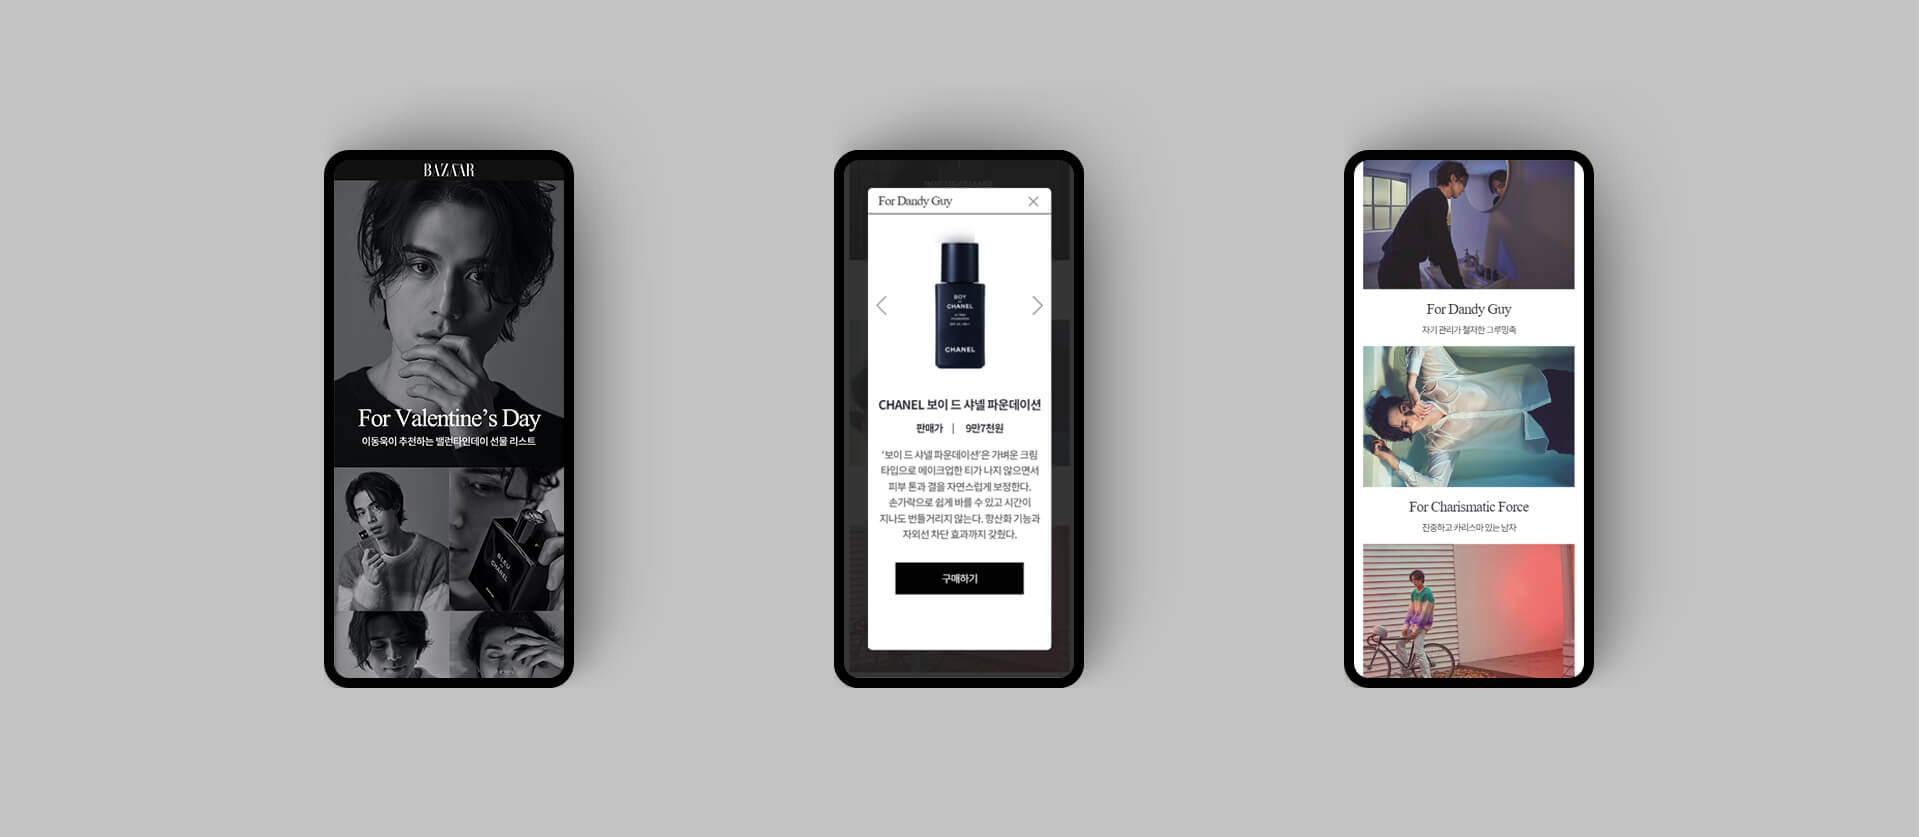 BAZAAR
For Valentine’s Day
이동욱이 추천하는 밸런타인데이 선물 리스트
BLEU
DE
CHANEL
For Dandy Guy
BOY
DE
CHANEL
CHANEL
CHANEL 보이 드 샤넬 파운데이션
판매가 | 9만7천원
‘보이 드 샤넬 파운데이션’은 가벼운 크림
타입으로 메이크업한 티가 나지 않으면서
피부 톤과 결을 자연스럽게 보정한다.
손가락으로 쉽게 바를 수 있고 시간이
지나도 번들거리지 않는다. 항산화 기능과
자외선 차단 효과까지 갖췄다.
구매하기
For Dandy Guy
자기 관리가 철저한 그루밍족
For Charismatic Force
진중하고 카리스마 있는 남자